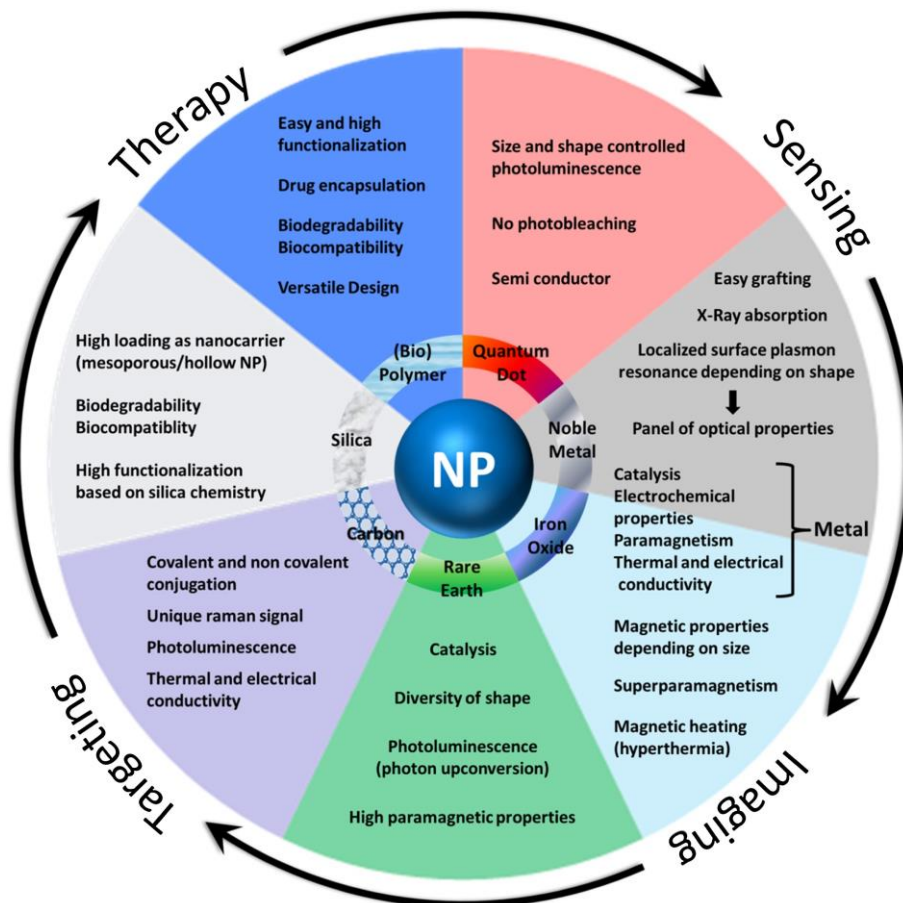 Therapy
Sensing
Imaging
Targeting
Easy and high
functionalization
Drug encapsulation
Biodegradability
Biocompatibility
Versatile Design
(Bio)
Polymer
Size and shape controlled
photoluminescence
No photobleaching
Semi conductor
Quantum
Dot
Easy grafting
X-Ray absorption
Localized surface plasmon
resonance depending on shape
Panel of optical properties
Noble
Metal
Catalysis
Electrochemical
properties
Paramagnetism
Thermal and electrical
conductivity
Metal
Magnetic properties
depending on size
Superparamagnetism
Magnetic heating
(hyperthermia)
Iron
Oxide
Rare
Earth
Catalysis
Diversity of shape
Photoluminescence
(photon upconversion)
High paramagnetic properties
Carbon
Covalent and non covalent
conjugation
Unique raman signal
Photoluminescence
Thermal and electrical
conductivity
Silica
High loading as nanocarrier
(mesoporous/hollow NP)
Biodegradability
Biocompatiblity
High functionalization
based on silica chemistry
NP